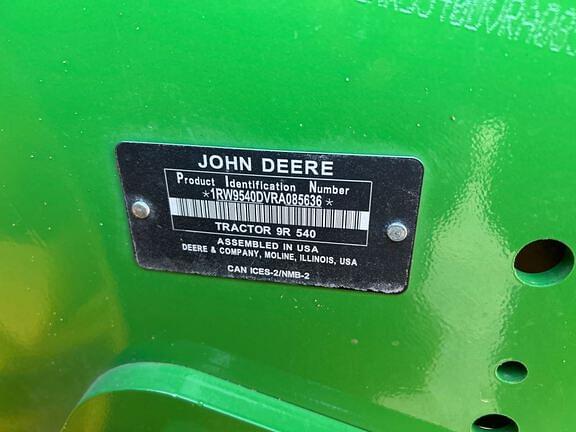 JOHN DEERE
Product Identification Number
*1RW9540DVRA085636*
TRACTOR 9R 540
ASSEMBLED IN USA
DEERE & COMPANY, MOLINE, ILLINOIS, USA
CAN ICES-2/NMB-2